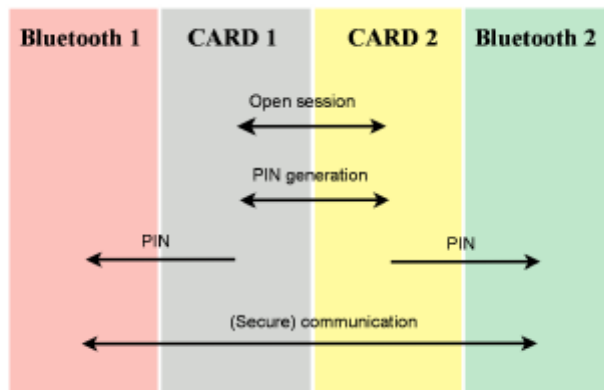 Bluetooth 1
CARD 1
CARD 2
Bluetooth 2
Open session
PIN generation
PIN
PIN
(Secure) communication